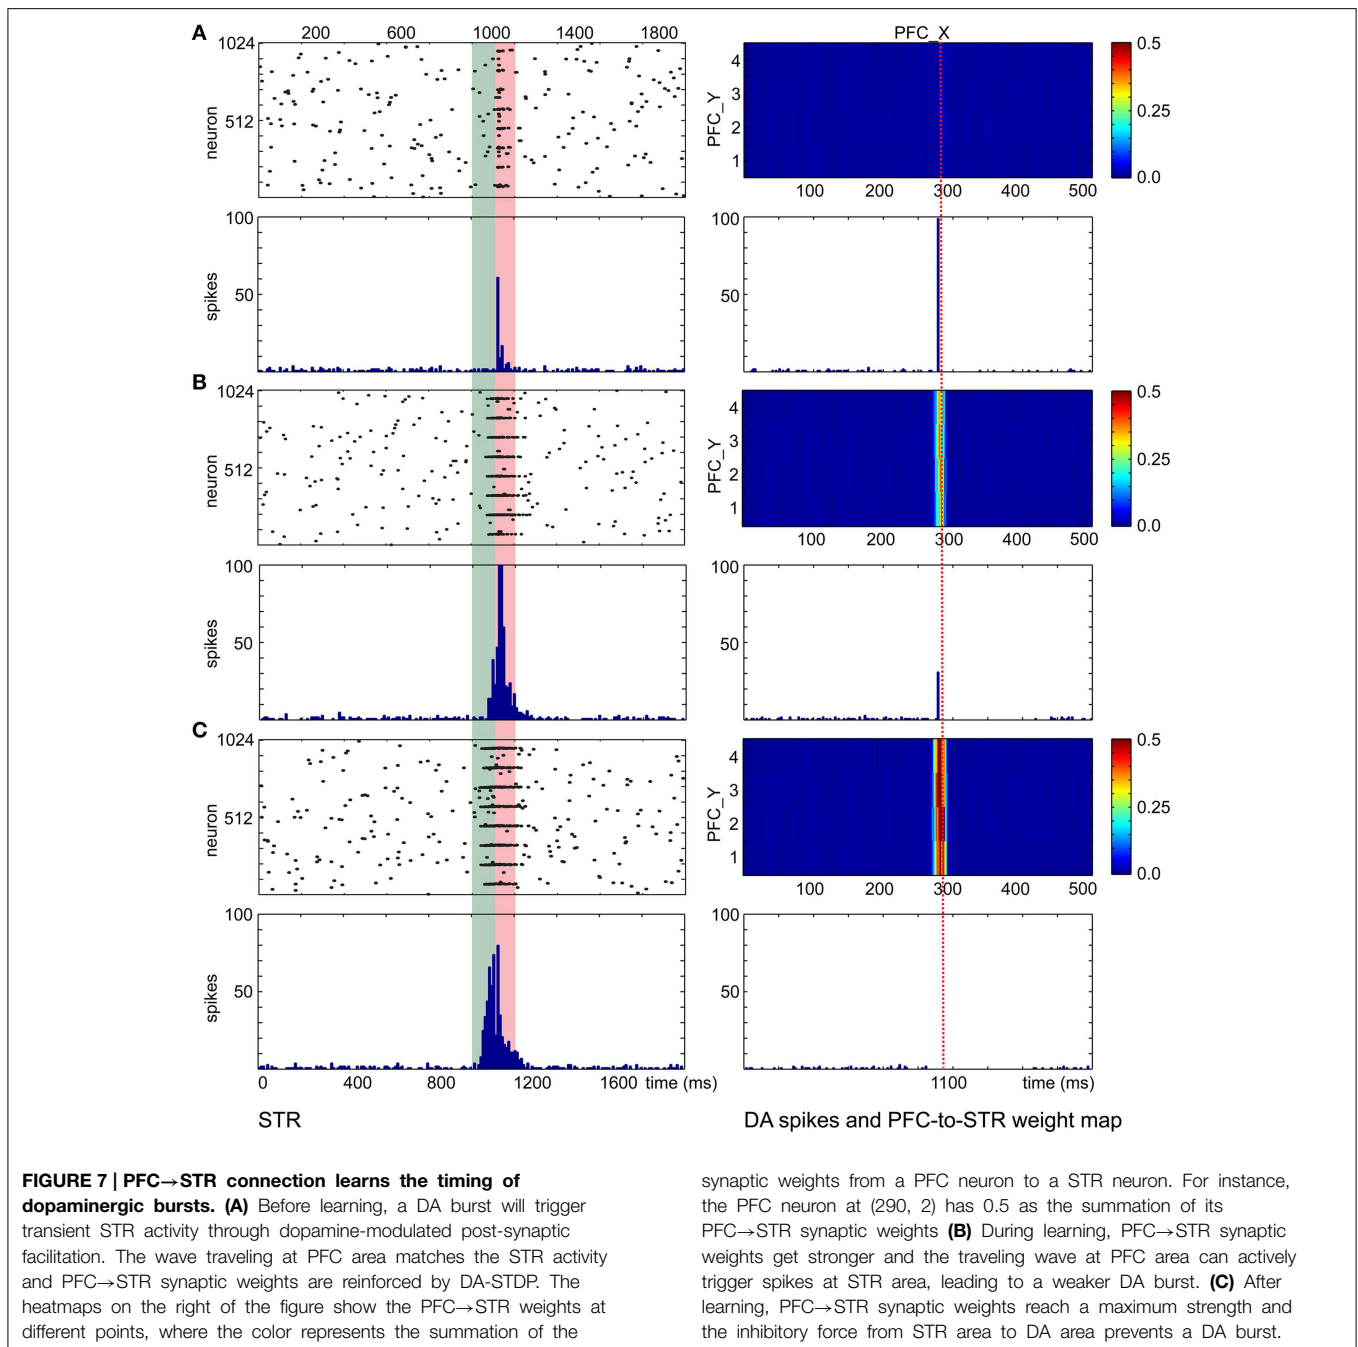 A
200 600 1000 1400 1800
1024
512
neuron
PFC_X
4
3
2
1
PFC_Y
100 200 300 400 500
0.5
0.25
0.0
100
50
spikes
100
50
B
1024
512
neuron
4
3
2
1
PFC_Y
100 200 300 400 500
0.5
0.25
0.0
100
50
spikes
100
50
C
1024
512
neuron
4
3
2
1
PFC_Y
100 200 300 400 500
0.5
0.25
0.0
100
50
spikes
0 400 800 1200 1600 time (ms)
100
50
1100 time (ms)
STR
DA spikes and PFC-to-STR weight map
FIGURE 7 | PFC→STR connection learns the timing of
dopaminergic bursts. (A) Before learning, a DA burst will trigger
transient STR activity through dopamine-modulated post-synaptic
facilitation. The wave traveling at PFC area matches the STR activity
and PFC→STR synaptic weights are reinforced by DA-STDP. The
heatmaps on the right of the figure show the PFC→STR weights at
different points, where the color represents the summation of the
synaptic weights from a PFC neuron to a STR neuron. For instance,
the PFC neuron at (290, 2) has 0.5 as the summation of its
PFC→STR synaptic weights (B) During learning, PFC→STR synaptic
weights get stronger and the traveling wave at PFC area can actively
trigger spikes at STR area, leading to a weaker DA burst. (C) After
learning, PFC→STR synaptic weights reach a maximum strength and
the inhibitory force from STR area to DA area prevents a DA burst.